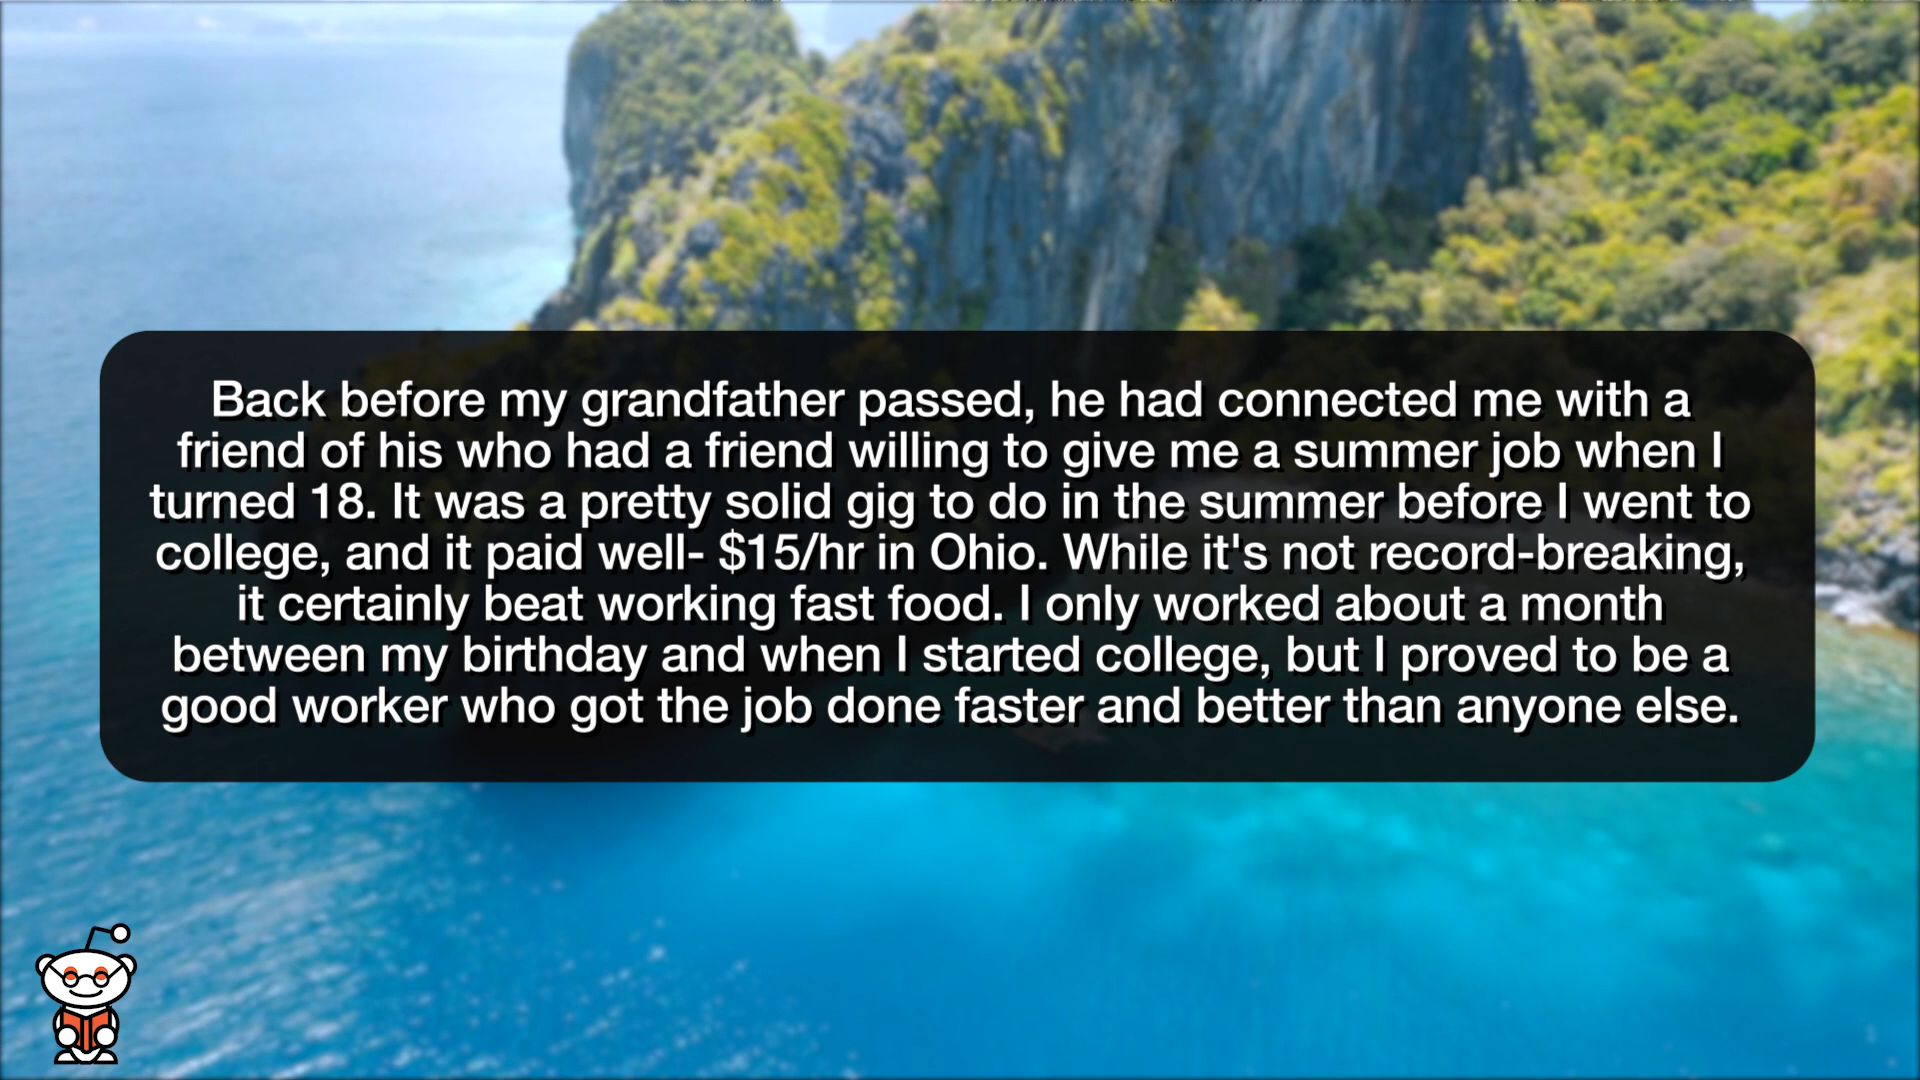 Back before my grandfather passed, he had connected me with a
friend of his who had a friend willing to give me a summer job when I
turned 18. It was a pretty solid gig to do in the summer before I went to
college, and it paid well- $15/hr in Ohio. While it's not record-breaking,
it certainly beat working fast food. I only worked about a month
between my birthday and when I started college, but I proved to be a
good worker who got the job done faster and better than anyone else.